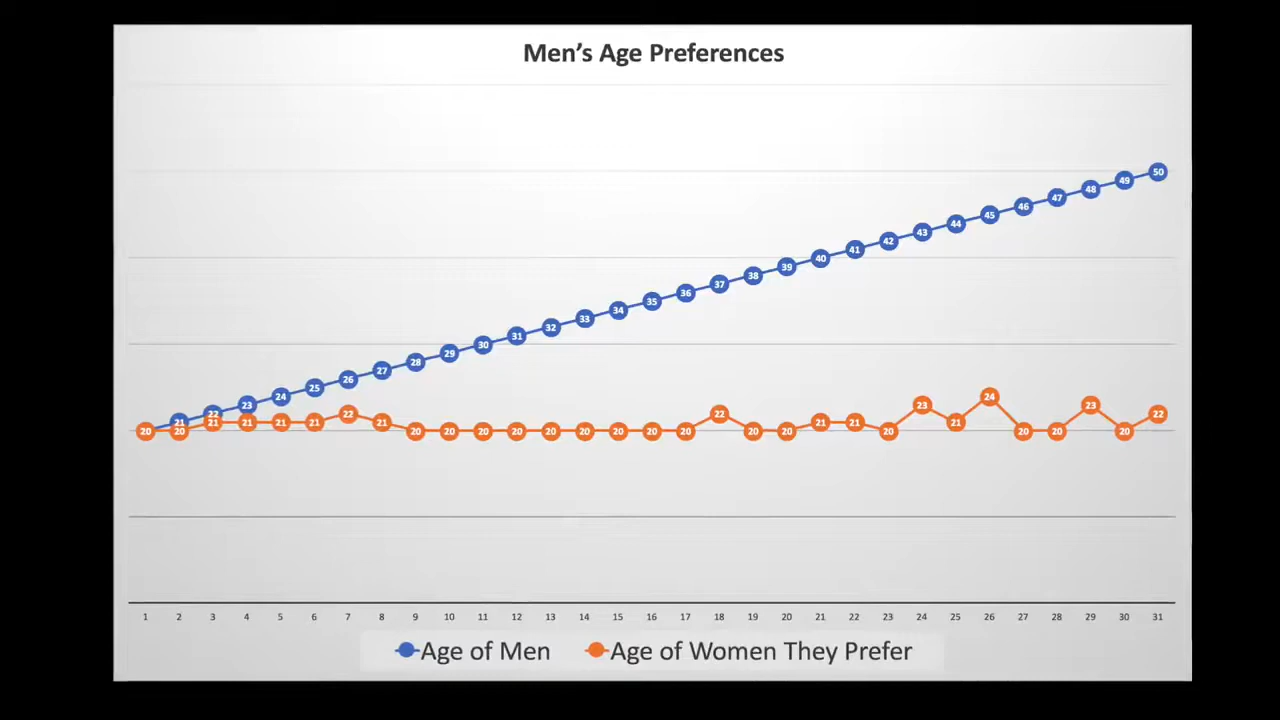 Men's Age Preferences
20 21 22 23 24 25 26 27 28 29 30 31 32 33 34 35 36 37 38 39 40 41 42 43 44 45 46 47 48 49 50
20 20 21 21 21 21 22 21 20 20 20 20 20 20 20 20 20 22 20 20 21 21 20 23 21 24 20 20 23 20 22
1 2 3 4 5 6 7 8 9 10 11 12 13 14 15 16 17 18 19 20 21 22 23 24 25 26 27 28 29 30 31
Age of Men Age of Women They Prefer